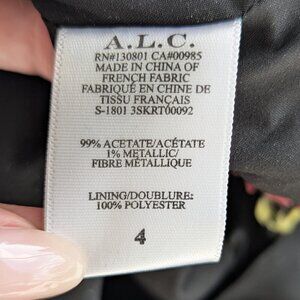 A.L.C.
RN#130801 CA#00985
MADE IN CHINA OF
FRENCH FABRIC
FABRIQUÉ EN CHINE DE
TISSU FRANÇAIS
S-1801 3SKRT00092
99% ACETATE/ACÉTATE
1% METALLIC/
FIBRE MÉTALLIQUE
LINING/DOUBLURE:
100% POLYESTER
4